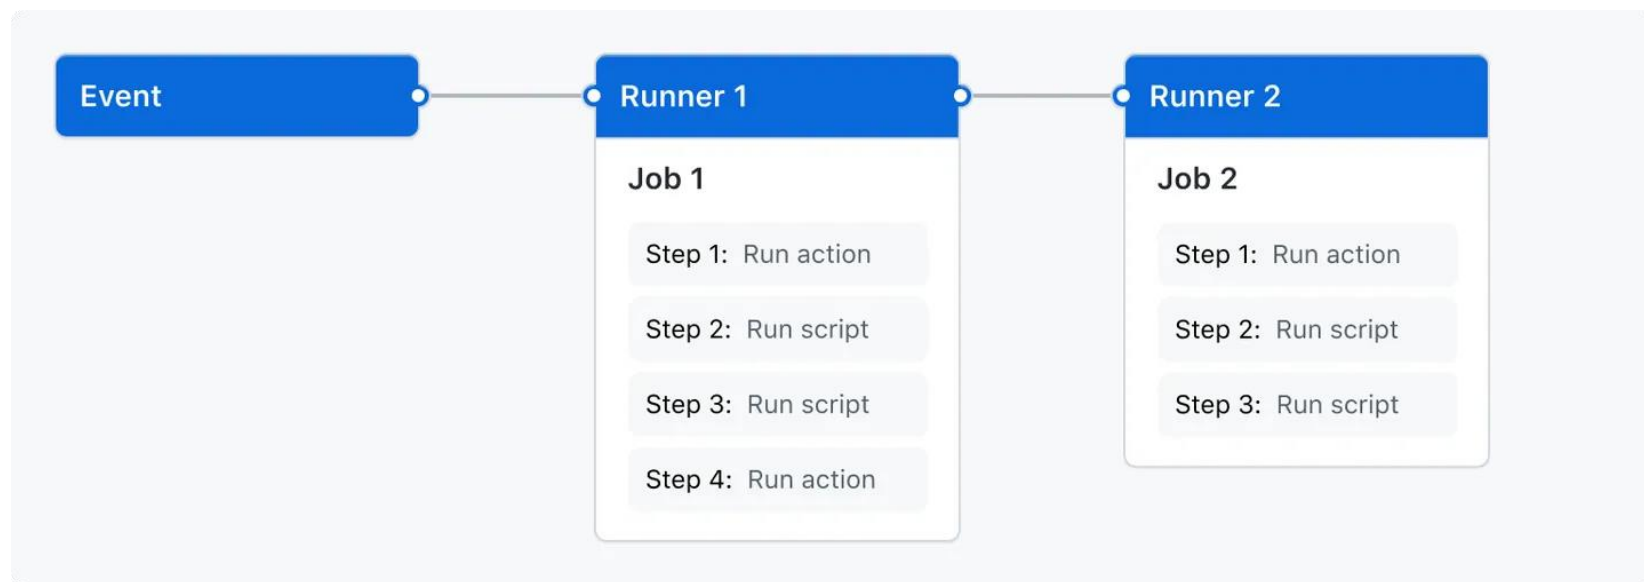 Event
Runner 1
Job 1
Step 1: Run action
Step 2: Run script
Step 3: Run script
Step 4: Run action
Runner 2
Job 2
Step 1: Run action
Step 2: Run script
Step 3: Run script